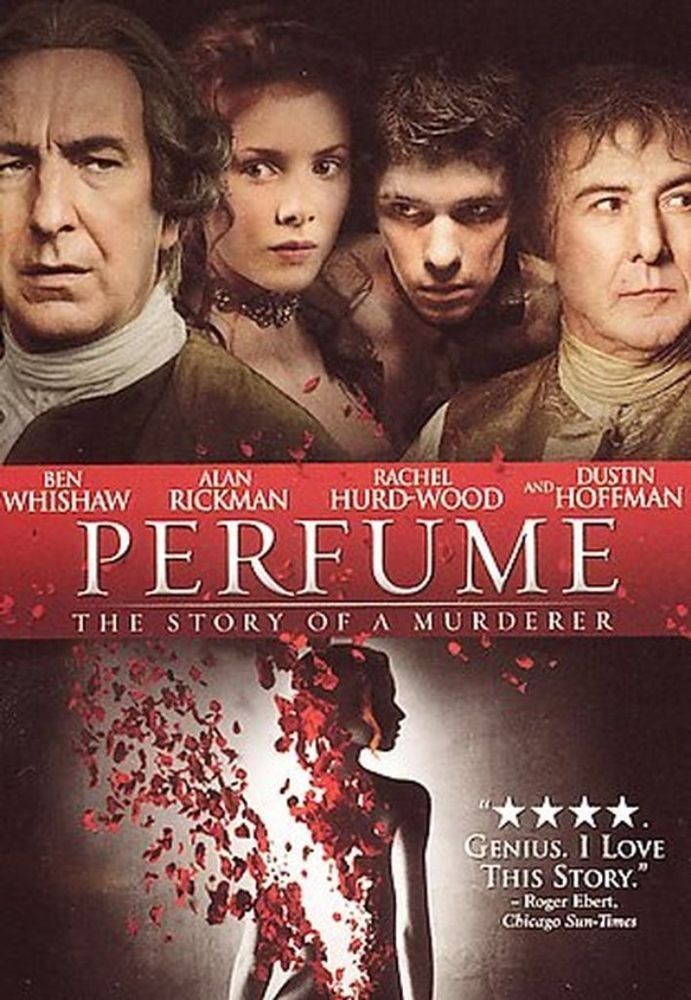 BEN WHISHAW ALAN RICKMAN RACHEL HURD-WOOD AND DUSTIN HOFFMAN
PERFUME
THE STORY OF A MURDERER
"★★★★.
GENIUS. I LOVE
THIS STORY."
– Roger Ebert,
Chicago Sun-Times